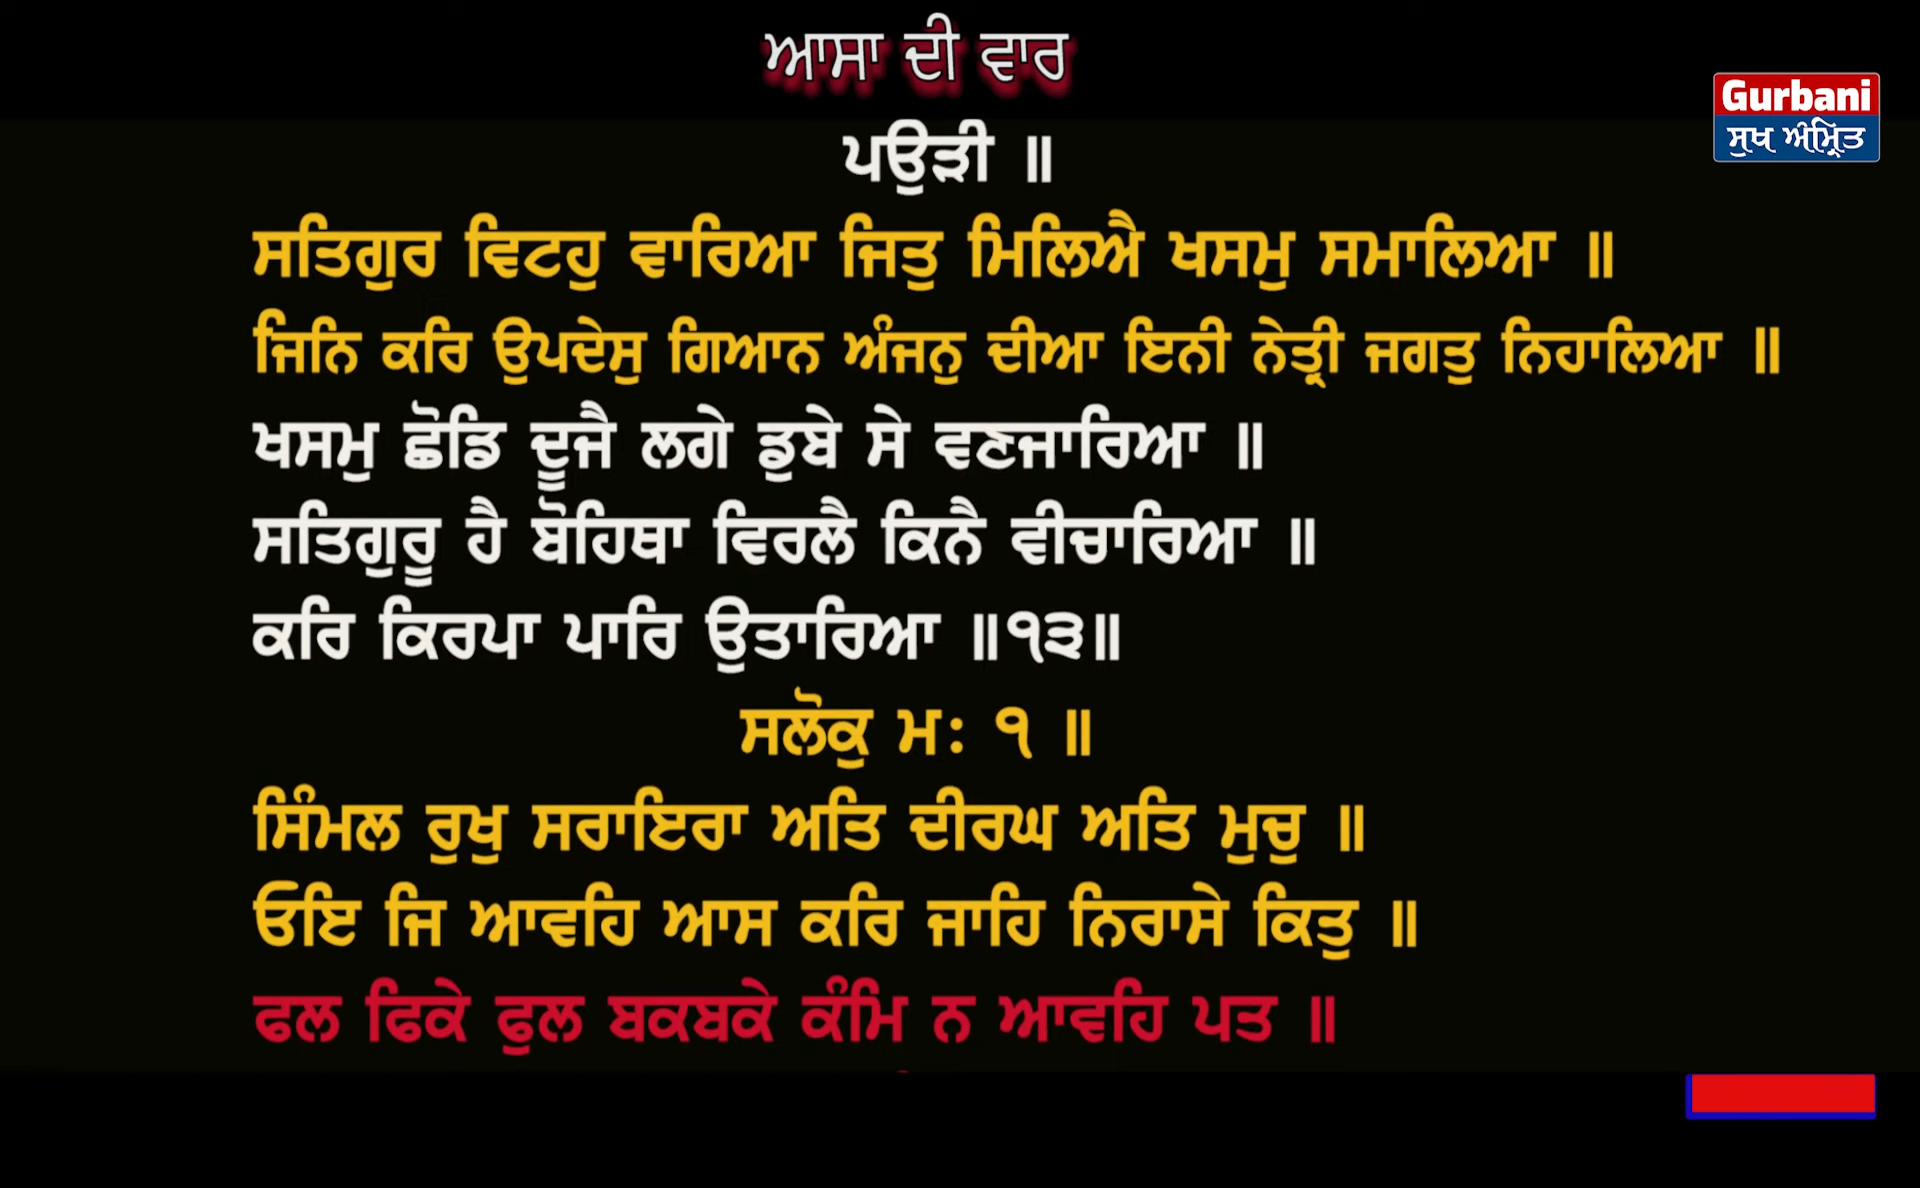 ਆਸਾ ਦੀ ਵਾਰ
Gurbani
ਸੁਖ ਅੰਮ੍ਰਿਤ
ਪਉੜੀ ॥
ਸਤਿਗੁਰ ਵਿਟਹੁ ਵਾਰਿਆ ਜਿਤੁ ਮਿਲਿਐ ਖਸਮੁ ਸਮਾਲਿਆ ॥
ਜਿਨਿ ਕਰਿ ਉਪਦੇਸੁ ਗਿਆਨ ਅੰਜਨੁ ਦੀਆ ਇਨੀ ਨੇਤ੍ਰੀ ਜਗਤੁ ਨਿਹਾਲਿਆ ॥
ਖਸਮੁ ਛੋਡਿ ਦੂਜੈ ਲਗੇ ਡੁਬੇ ਸੇ ਵਣਜਾਰਿਆ ॥
ਸਤਿਗੁਰੂ ਹੈ ਬੋਹਿਥਾ ਵਿਰਲੈ ਕਿਨੈ ਵੀਚਾਰਿਆ ॥
ਕਰਿ ਕਿਰਪਾ ਪਾਰਿ ਉਤਾਰਿਆ ॥੧੩॥
ਸਲੋਕੁ ਮਃ ੧ ॥
ਸਿੰਮਲ ਰੁਖੁ ਸਰਾਇਰਾ ਅਤਿ ਦੀਰਘ ਅਤਿ ਮੁਚੁ ॥
ਓਇ ਜਿ ਆਵਹਿ ਆਸ ਕਰਿ ਜਾਹਿ ਨਿਰਾਸੇ ਕਿਤੁ ॥
ਫਲ ਫਿਕੇ ਫੁਲ ਬਕਬਕੇ ਕੰਮਿ ਨ ਆਵਹਿ ਪਤ ॥